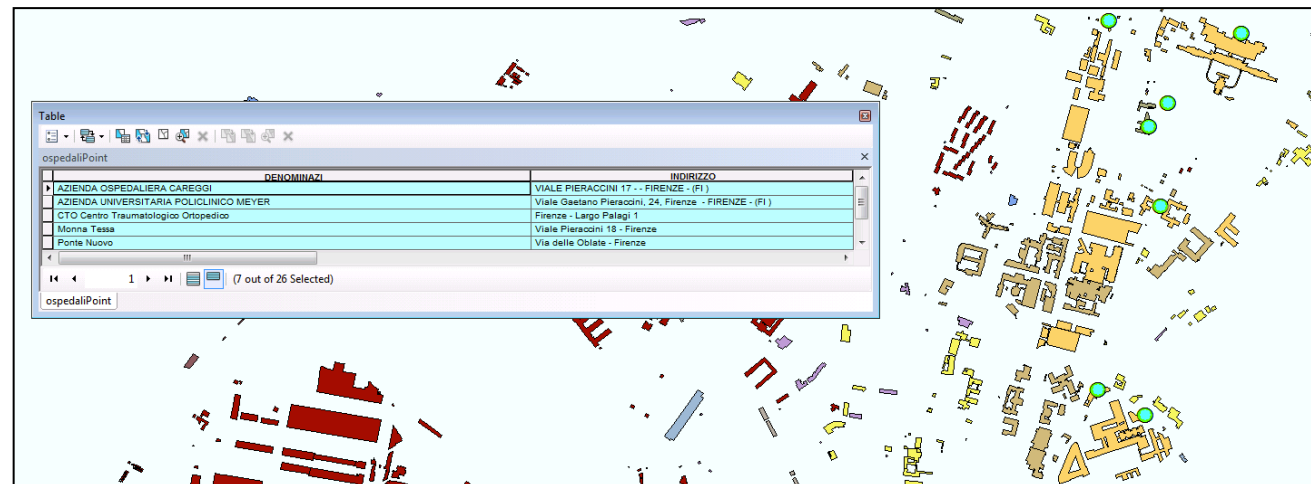 Table
ospedaliPoint
DENOMINAZI INDIRIZZO
AZIENDA OSPEDALIERA CAREGGI VIALE PIERACCINI 17 - - FIRENZE - (FI )
AZIENDA UNIVERSITARIA POLICLINICO MEYER Viale Gaetano Pieraccini, 24, Firenze - FIRENZE - (FI )
CTO Centro Traumatologico Ortopedico Firenze - Largo Palagi 1
Monna Tessa Viale Pieraccini 18 - Firenze
Ponte Nuovo Via delle Oblate - Firenze
1 (7 out of 26 Selected)
ospedaliPoint